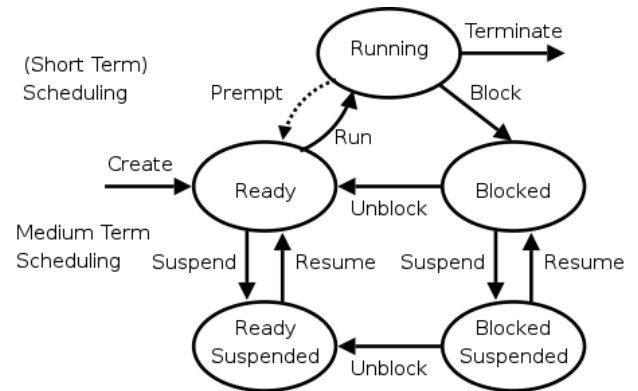 Terminate
Running
(Short Term)
Scheduling
Prempt
Block
Run
Create
Ready
Blocked
Unblock
Medium Term
Scheduling
Suspend
Resume
Suspend
Resume
Ready
Suspended
Blocked
Suspended
Unblock